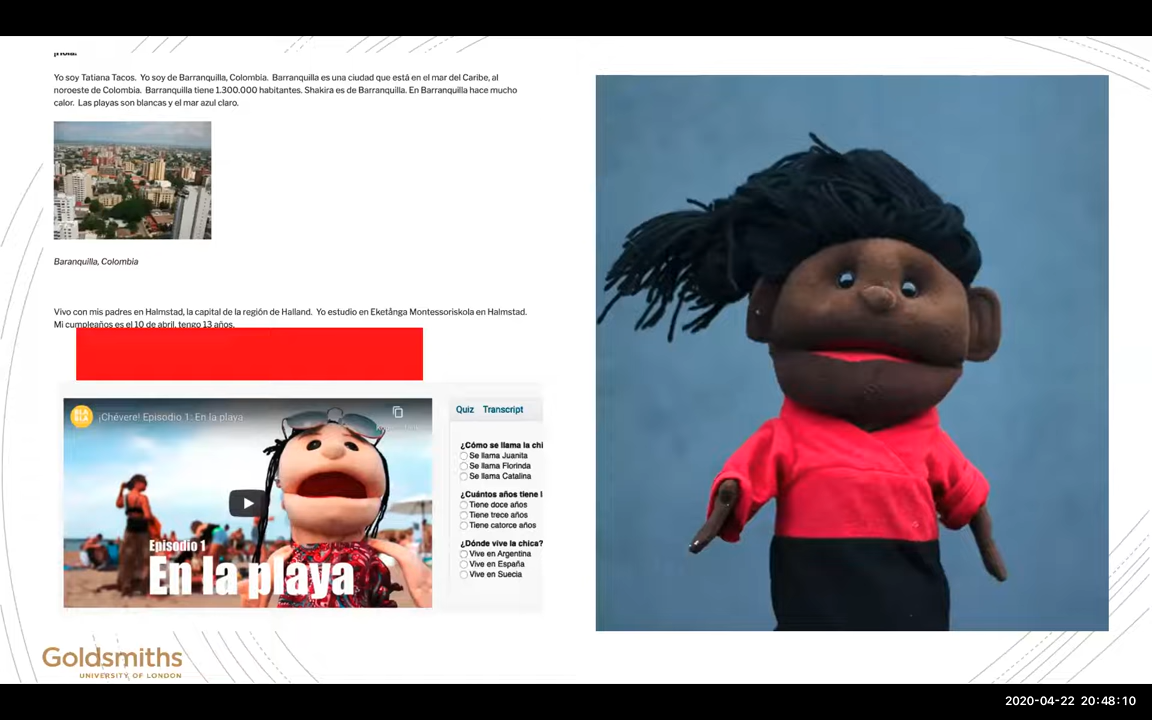 ¡Hola!
Yo soy Tatiana Tacos.  Yo soy de Barranquilla, Colombia.  Barranquilla es una ciudad que está en el mar del Caribe, al
noroeste de Colombia.  Barranquilla tiene 1.300.000 habitantes. Shakira es de Barranquilla. En Barranquilla hace mucho
calor.  Las playas son blancas y el mar azul claro.
Baranquilla, Colombia
Vivo con mis padres en Halmstad, la capital de la región de Halland.  Yo estudio en Eketånga Montessoriskola en Halmstad.
Mi cumpleaños es el 10 de abril, tengo 13 años.
BLA
BLA
¡Chévere! Episodio 1: En la playa
Episodio 1
En la playa
Quiz Transcript
¿Cómo se llama la chi
Se llama Juanita
Se llama Florinda
Se llama Catalina
¿Cuántos años tiene l
Tiene doce años
Tiene trece años
Tiene catorce años
¿Dónde vive la chica?
Vive en Argentina
Vive en España
Vive en Suecia
Goldsmiths
UNIVERSITY OF LONDON
2020-04-22 20:48:10